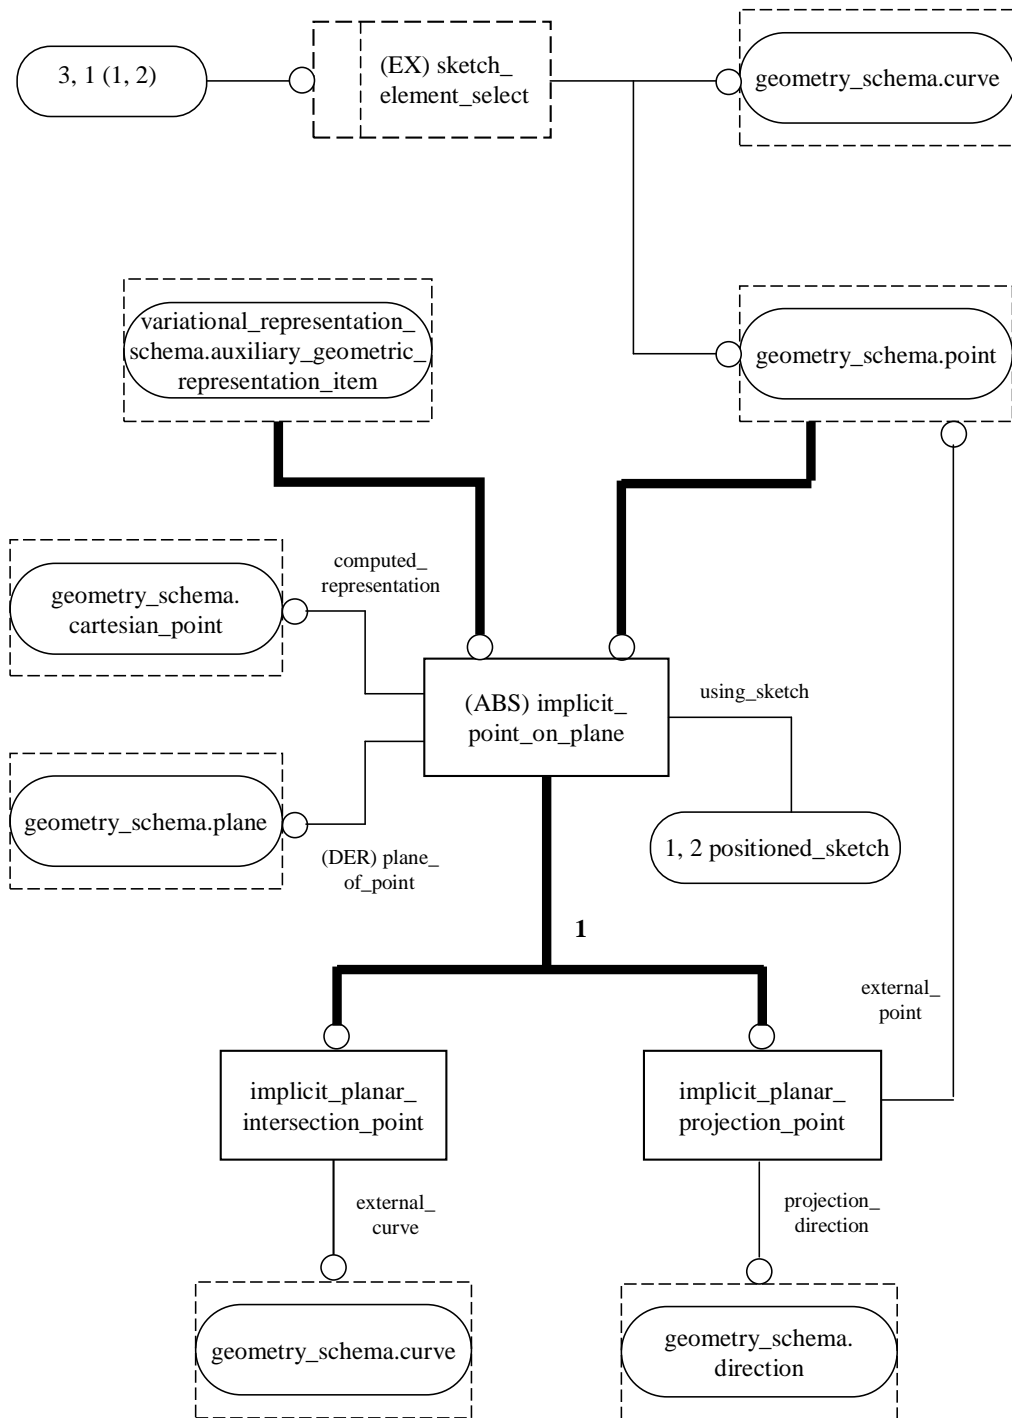 3, 1 (1, 2)
(EX) sketch_
element_select
geometry_schema.curve
variational_representation_
schema.auxiliary_geometric_
representation_item
geometry_schema.point
computed_
representation
geometry_schema.
cartesian_point
(ABS) implicit_
point_on_plane
using_sketch
geometry_schema.plane
(DER) plane_
of_point
1, 2 positioned_sketch
1
external_
point
implicit_planar_
intersection_point
implicit_planar_
projection_point
external_
curve
projection_
direction
geometry_schema.curve
geometry_schema.
direction